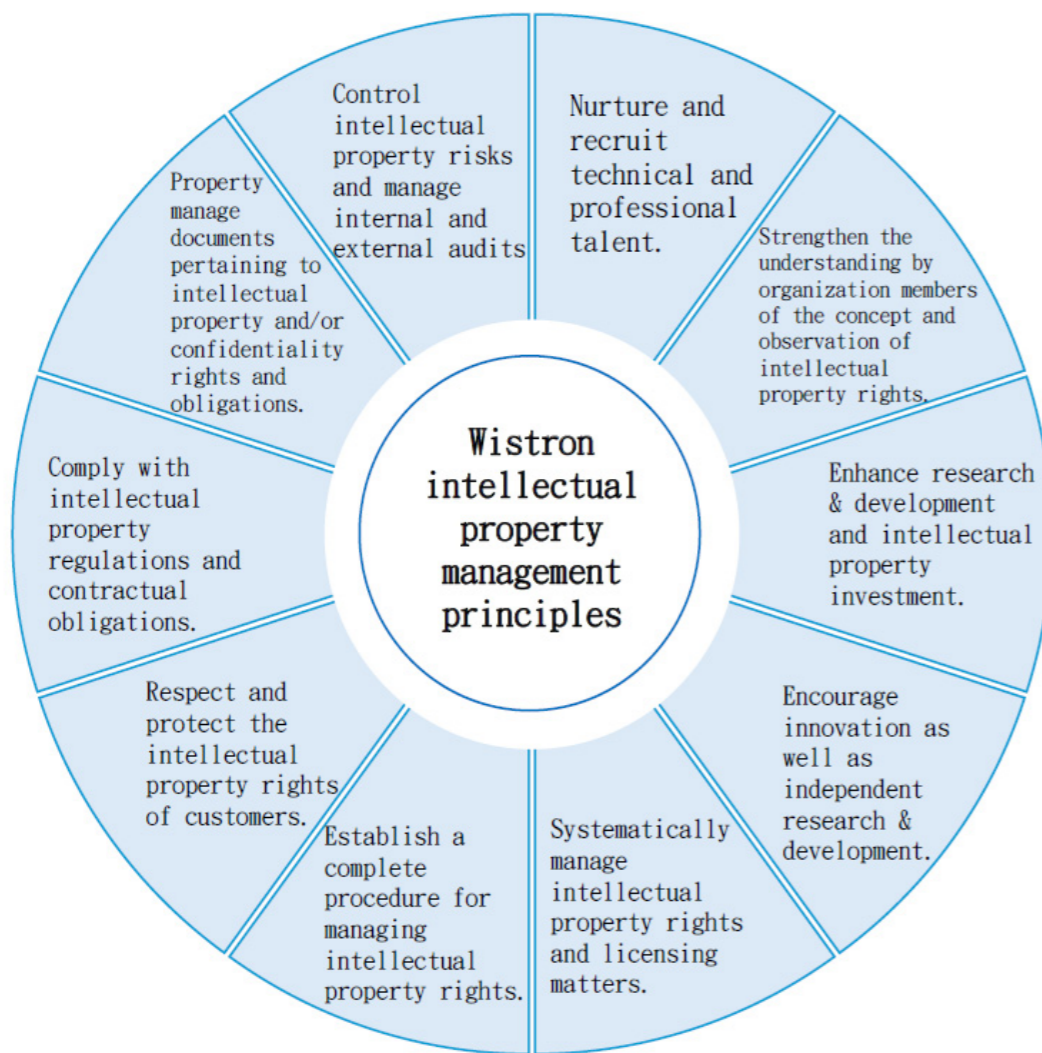 Control
intellectual
property risks
and manage
internal and
external audits
Nurture and
recruit
technical and
professional
talent.
Strengthen the
understanding by
organization members
of the concept and
observation of
intellectual
property rights.
Enhance research
& development
and intellectual
property
investment.
Encourage
innovation as
well as
independent
research &
development.
Systematically
manage
intellectual
property rights
and licensing
matters.
Establish a
complete
procedure for
managing
intellectual
property rights.
Respect and
protect the
intellectual
property rights
of customers.
Comply with
intellectual
property
regulations and
contractual
obligations.
Property
manage
documents
pertaining to
intellectual
property and/or
confidentiality
rights and
obligations.
Wistron
intellectual
property
management
principles